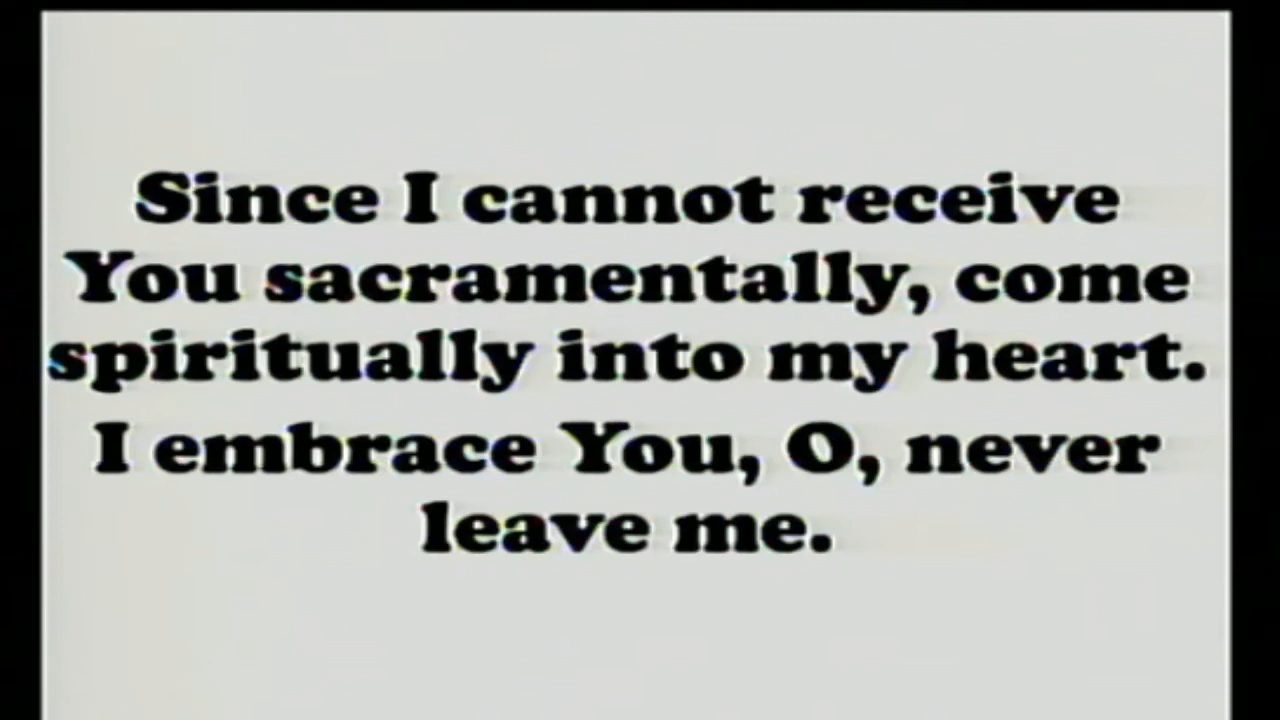 Since I cannot receive
You sacramentally, come
spiritually into my heart.
I embrace You, O, never
leave me.